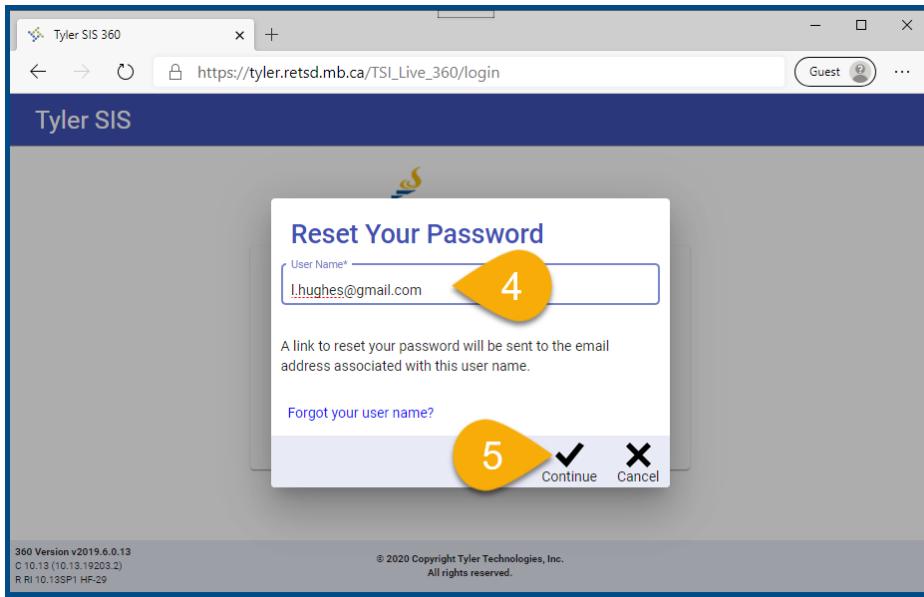 Tyler SIS 360
https://tyler.retsd.mb.ca/TSI_Live_360/login
Guest
Tyler SIS
Reset Your Password
User Name*
l.hughes@gmail.com
4
A link to reset your password will be sent to the email
address associated with this user name.
Forgot your user name?
5
Continue
Cancel
360 Version v2019.6.0.13
C 10.13 (10.13.19203.2)
R RI 10.13SP1 HF-29
© 2020 Copyright Tyler Technologies, Inc.
All rights reserved.